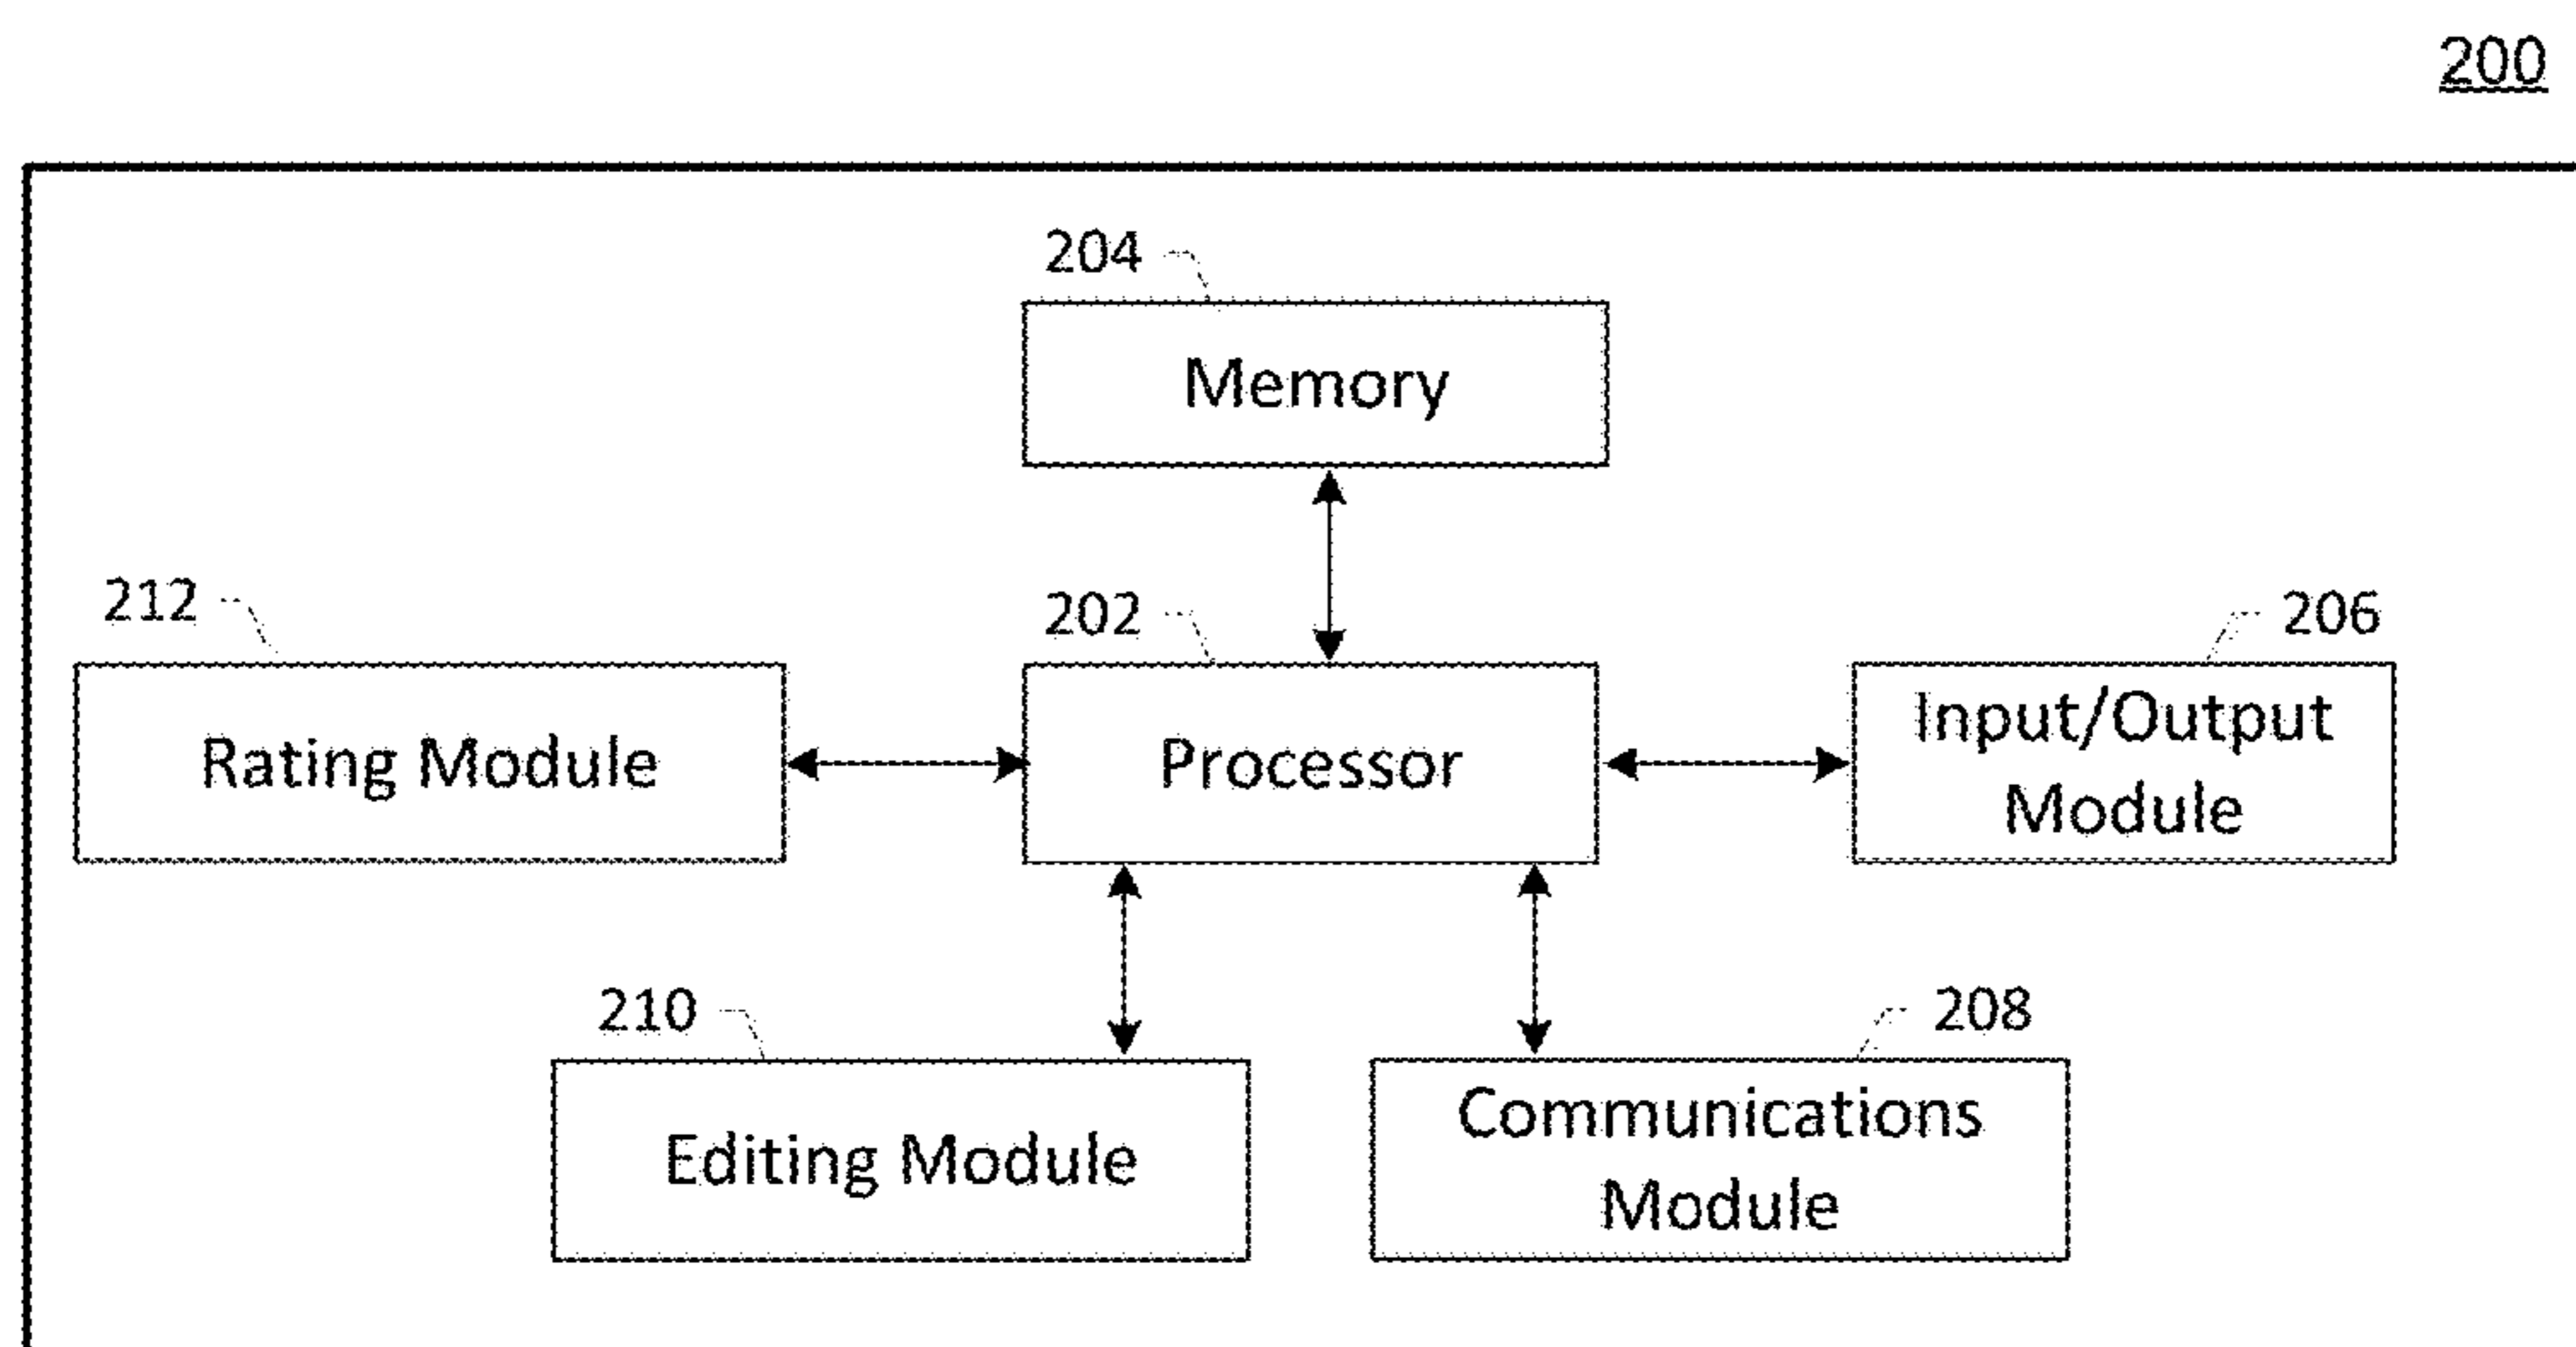 200
204
Memory
212
202
206
Rating Module
Processor
Input/Output
Module
210
208
Editing Module
Communications
Module